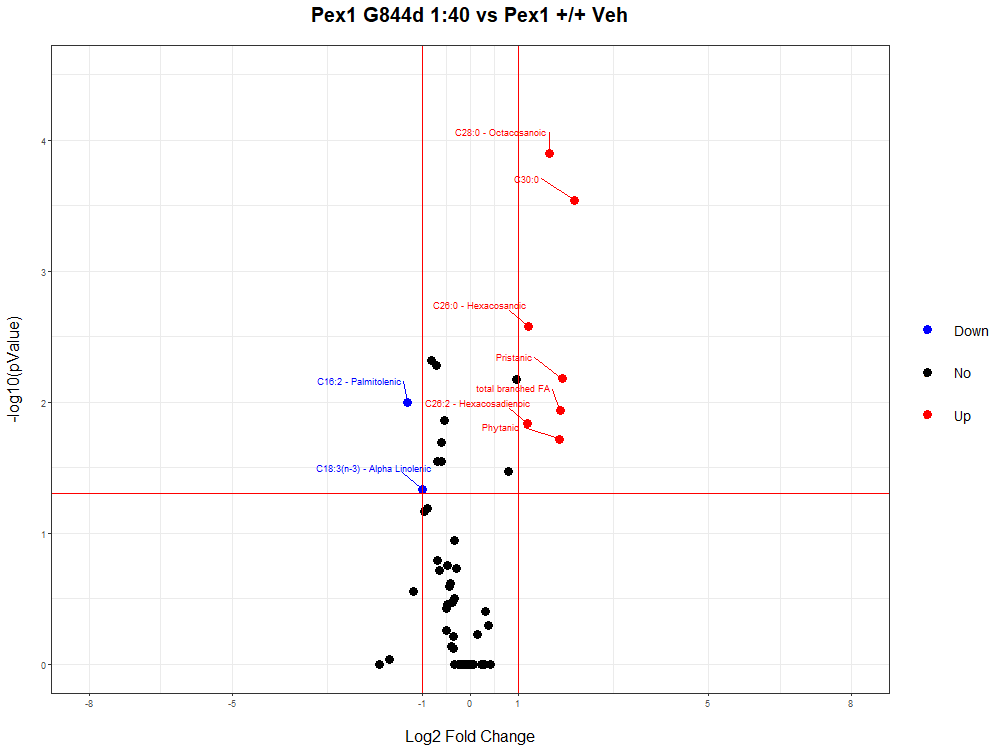 Pex1 G844d 1:40 vs Pex1 +/+ Veh
C28:0 - Octacosanoic
4
C30:0
3
C26:0 - Hexacosanoic
Down
Pristanic
C16:2 - Palmitolenic
No
total branched FA
2
C26:2 - Hexacosadienoic
Up
Phytanic
C18:3(n-3) - Alpha Linolenic
1
0
-log10(pValue)
-8
-5
-1
0
1
5
8
Log2 Fold Change